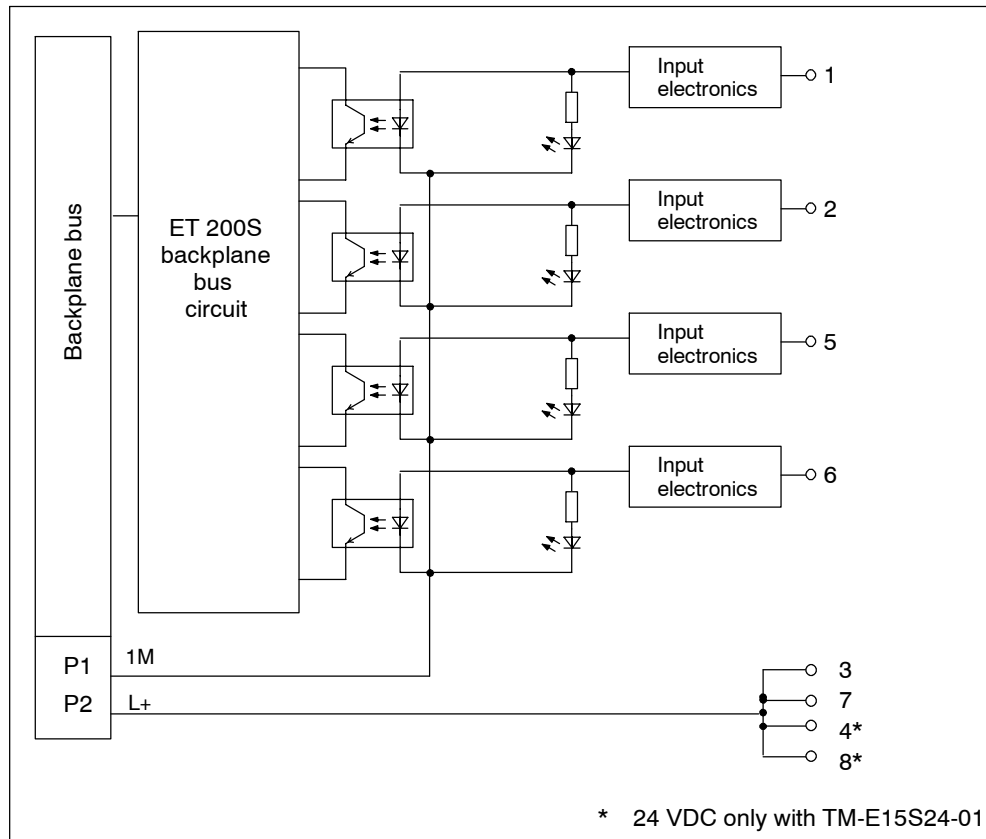 Backplane bus
ET 200S
backplane
bus
circuit
Input
electronics
1
Input
electronics
2
Input
electronics
5
Input
electronics
6
P1
1M
P2
L+
3
7
4*
8*
* 24 VDC only with TM-E15S24-01